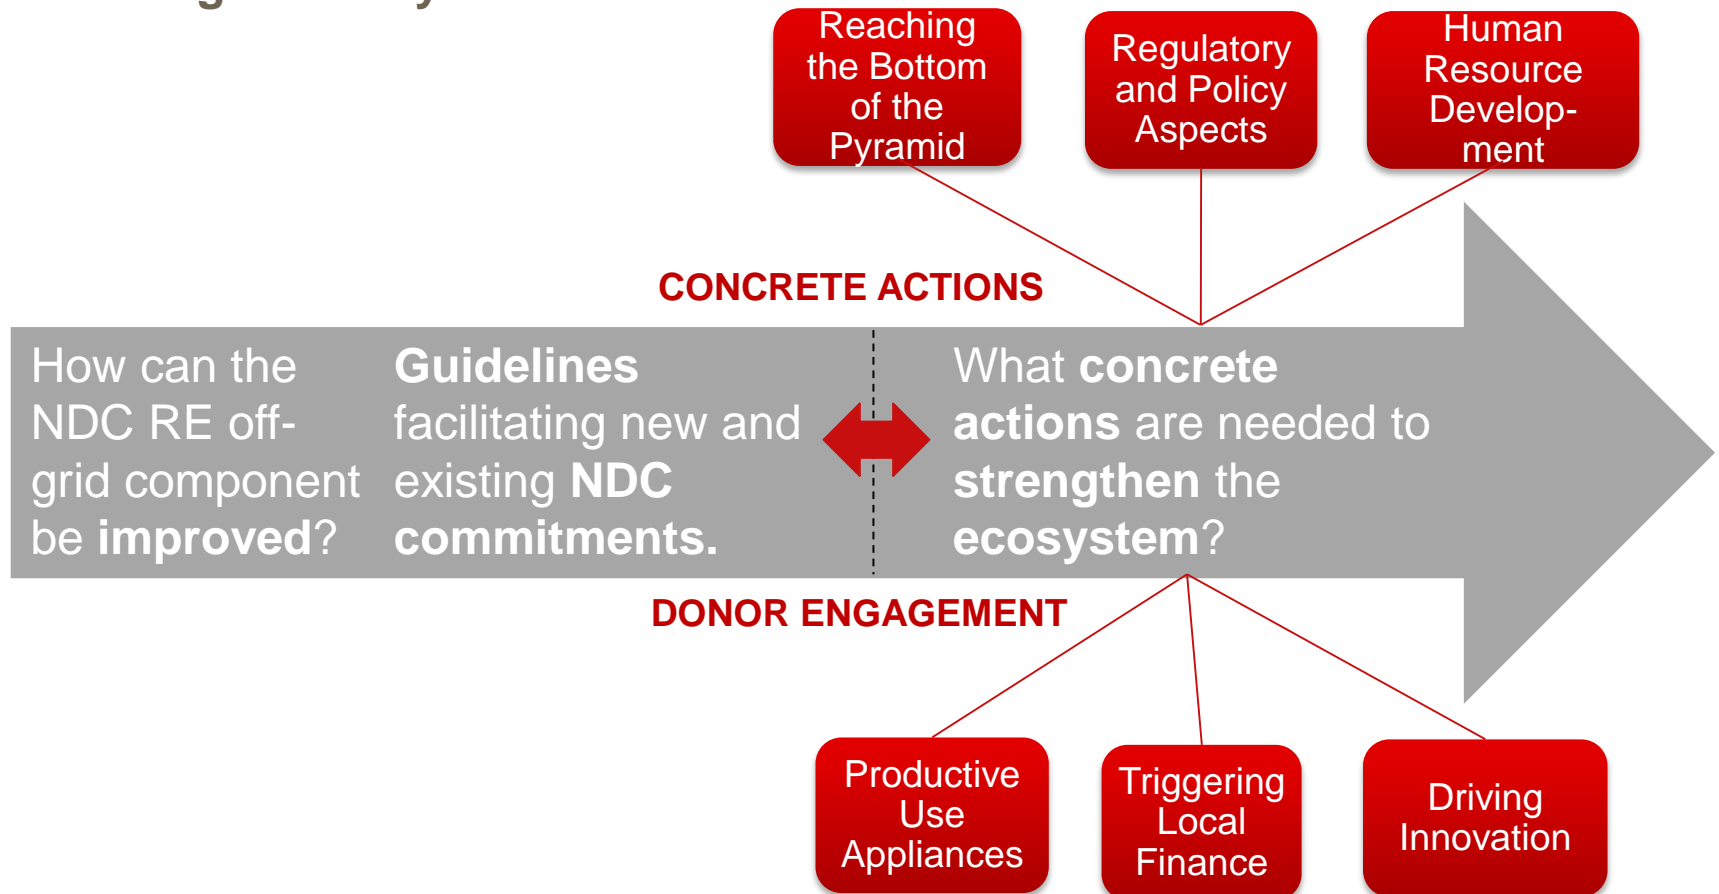 Reaching
the Bottom
of the
Pyramid
Regulatory
and Policy
Aspects
Human
Resource
Develop-
ment
CONCRETE ACTIONS
How can the
NDC RE off-
grid component
be improved?
Guidelines
facilitating new and
existing NDC
commitments.
What concrete
actions are needed to
strengthen the
ecosystem?
DONOR ENGAGEMENT
Productive
Use
Appliances
Triggering
Local
Finance
Driving
Innovation